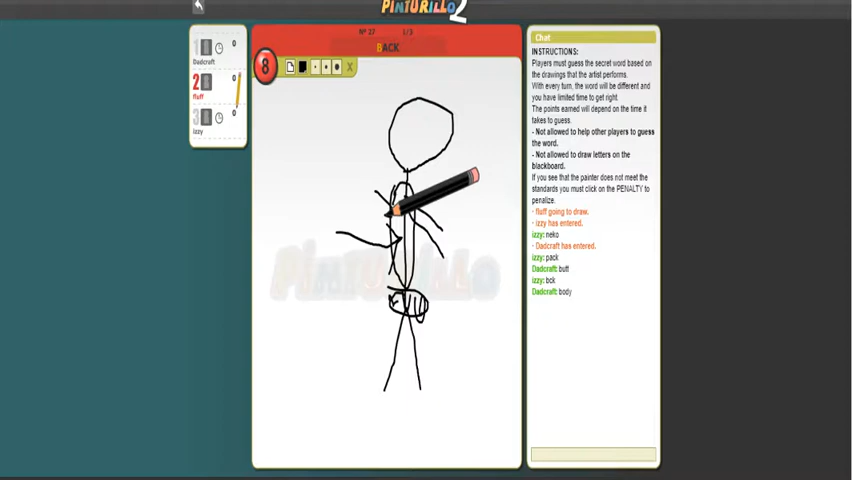 PINTURILLO 2
Nº 27 1/3
BACK
8
1 0
Dadcraft
2 0
fluff
3 0
izzy
PINTURILLO
Chat
INSTRUCTIONS:
Players must guess the secret word based
on the drawings that the artist performs.
With every turn, the word will be different and
you have limited time to get right.
The points earned will depend on the time it
takes to guess.
- Not allowed to help other players to guess
the word.
- Not allowed to draw letters on the
blackboard.
If you see that the painter does not meet the
standards you must click on the PENALTY to
penalize.
- fluff going to draw.
- izzy has entered.
izzy: neko
- Dadcraft has entered.
izzy: pack
Dadcraft: butt
izzy: bck
Dadcraft: body